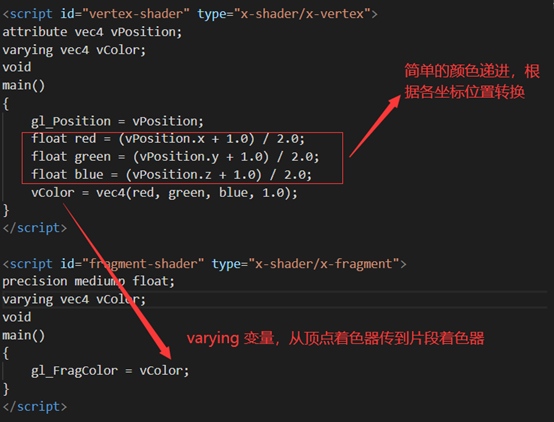 <script id="vertex-shader" type="x-shader/x-vertex">
attribute vec4 vPosition;
varying vec4 vColor;
void
main()
{
    gl_Position = vPosition;
    float red = (vPosition.x + 1.0) / 2.0;
    float green = (vPosition.y + 1.0) / 2.0;
    float blue = (vPosition.z + 1.0) / 2.0;
    vColor = vec4(red, green, blue, 1.0);
}
</script>
简单的颜色递进，根
据各坐标位置转换
<script id="fragment-shader" type="x-shader/x-fragment">
precision mediump float;
varying vec4 vColor;
void
main()
{
    gl_FragColor = vColor;
}
</script>
varying 变量，从顶点着色器传到片段着色器